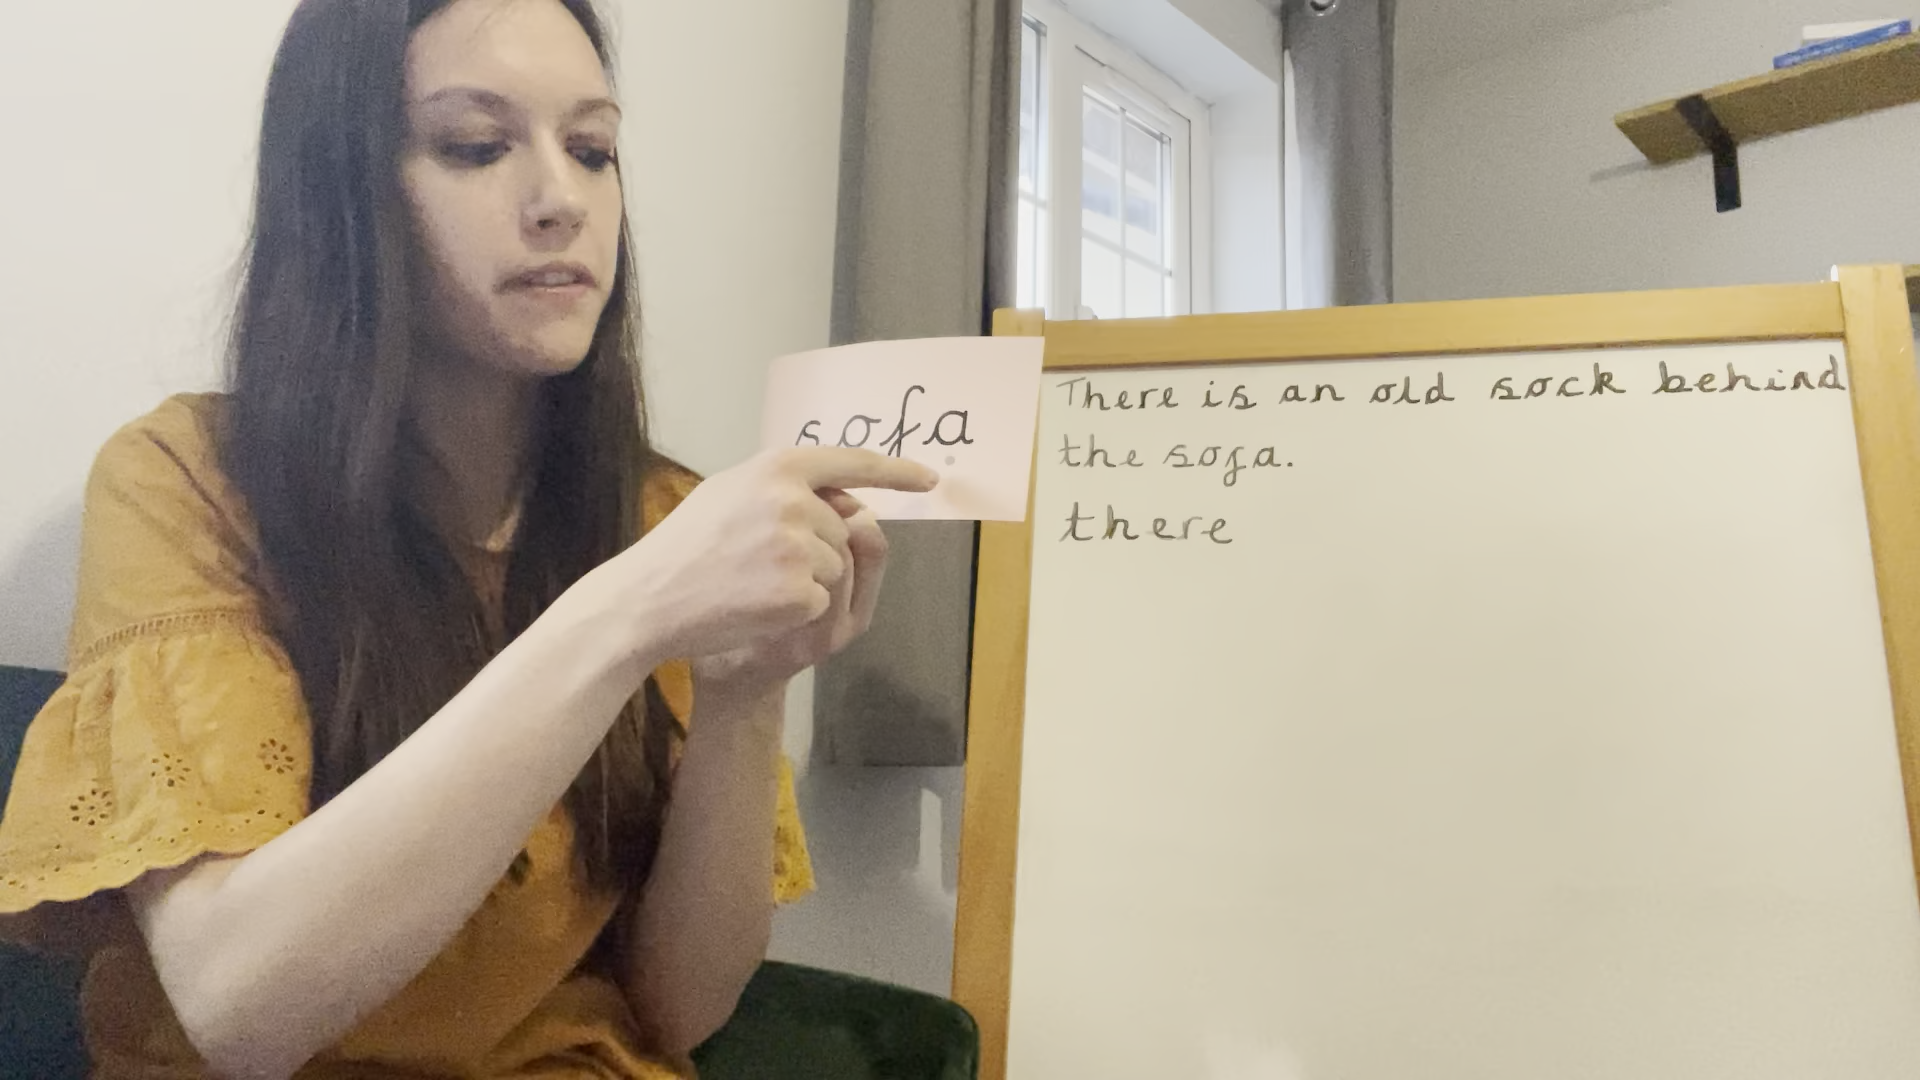 sofa
There is an old sock behind
the sofa.
there